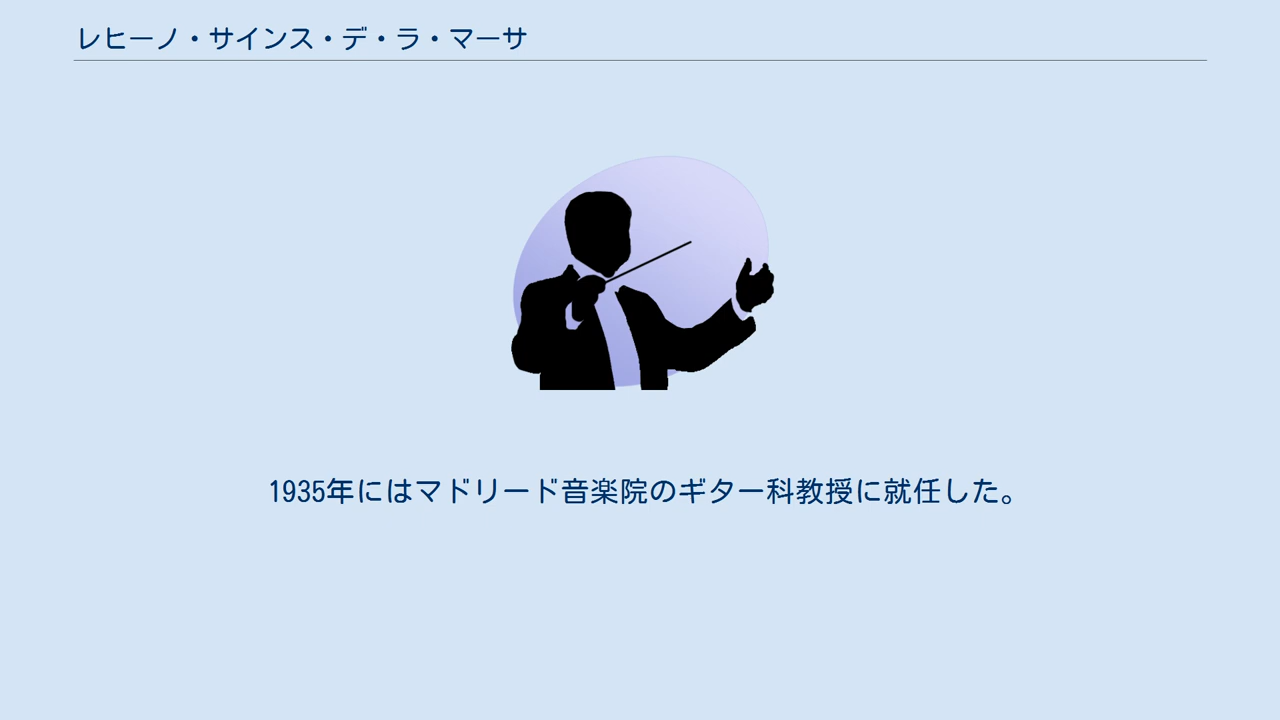 レヒーノ・サインス・デ・ラ・マーサ
1935年にはマドリード音楽院のギター科教授に就任した。